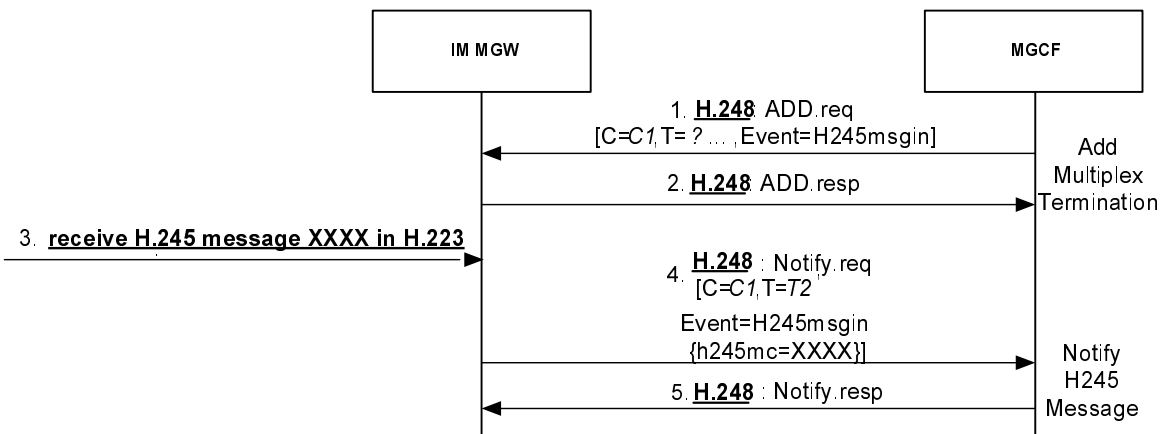 IM MGW
MGCF
1. H.248: ADD.req
[C=C1,T= ? ... ,Event=H245msgin]
Add
Multiplex
Termination
2. H.248: ADD.resp
3. receive H.245 message XXXX in H.223
4. H.248 : Notify.req
[C=C1,T=T2
Event=H245msgin
{h245mc=XXXX}]
Notify
H245
Message
5. H.248 : Notify.resp